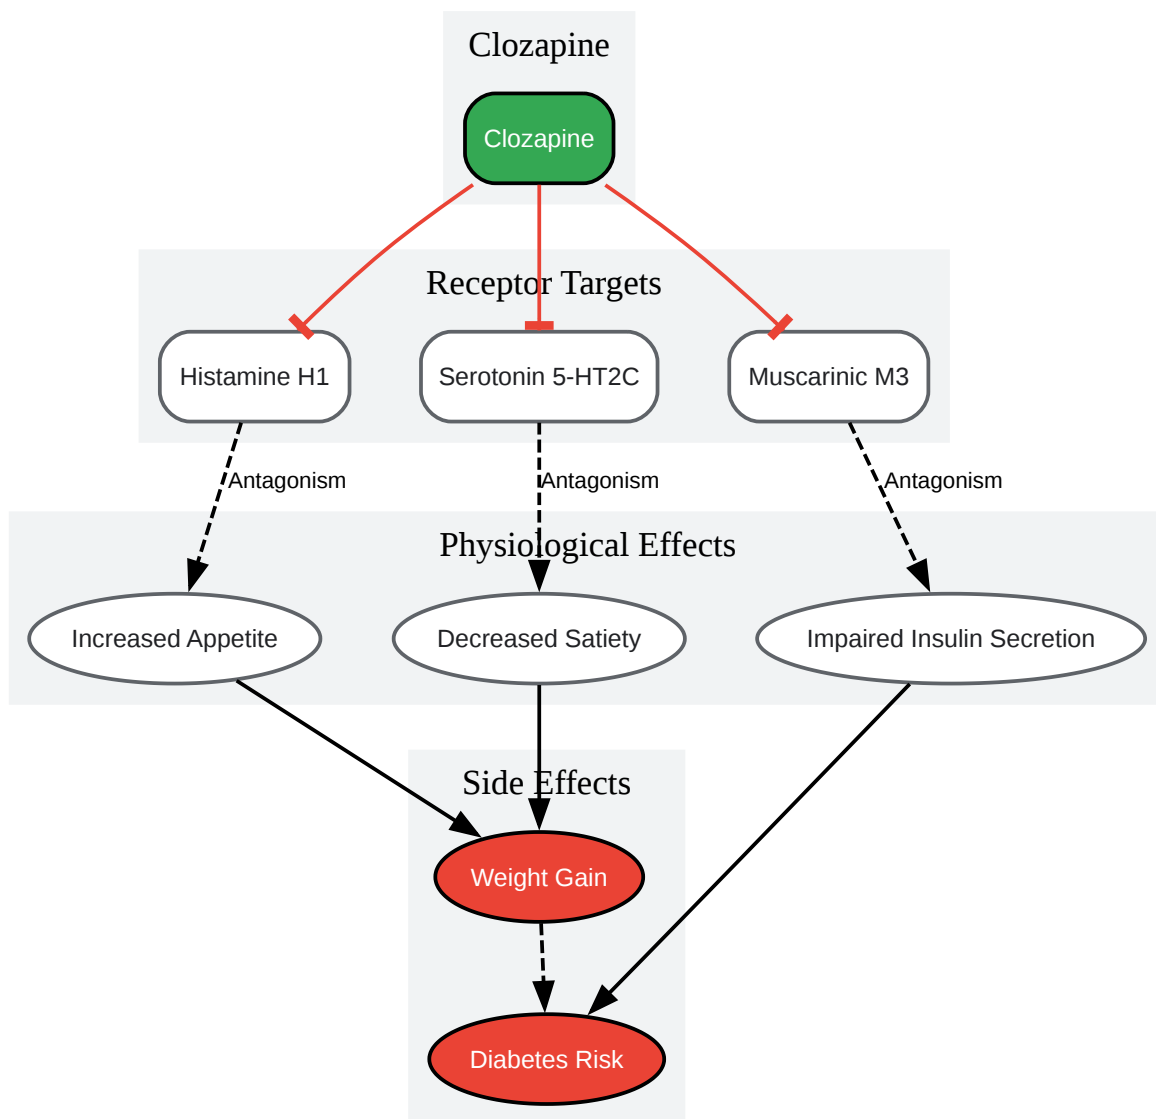 Clozapine
Clozapine
Receptor Targets
Histamine H1
Serotonin 5-HT2C
Muscarinic M3
Antagonism
Antagonism
Antagonism
Physiological Effects
Increased Appetite
Decreased Satiety
Impaired Insulin Secretion
Side Effects
Weight Gain
Diabetes Risk